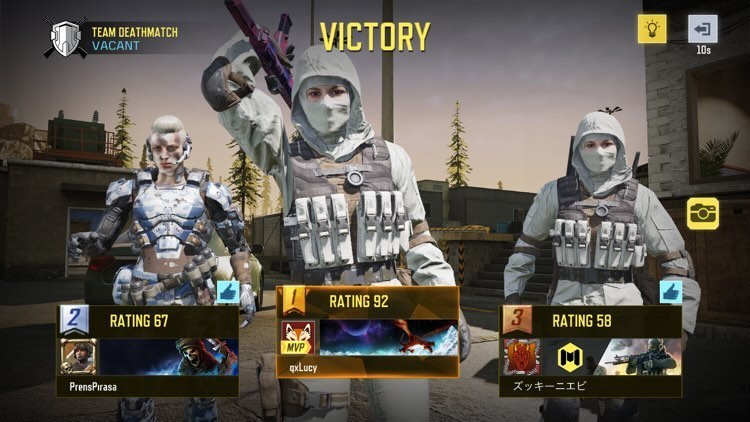 TEAM DEATHMATCH
VACANT
VICTORY
10s
2
RATING 67
PrensPırasa
1
RATING 92
MVP
qxLucy
3
RATING 58
ズッキーニエビ